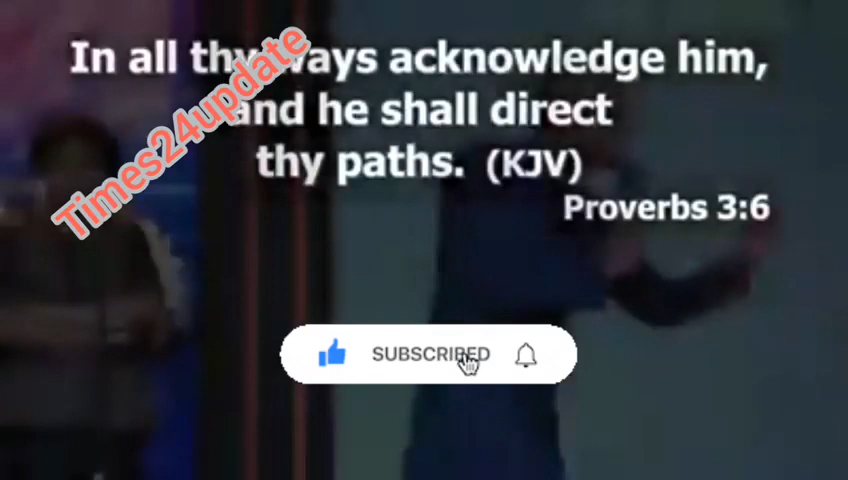 In all thy ways acknowledge him,
and he shall direct
thy paths. (KJV)
Proverbs 3:6
Times24update
SUBSCRIBED